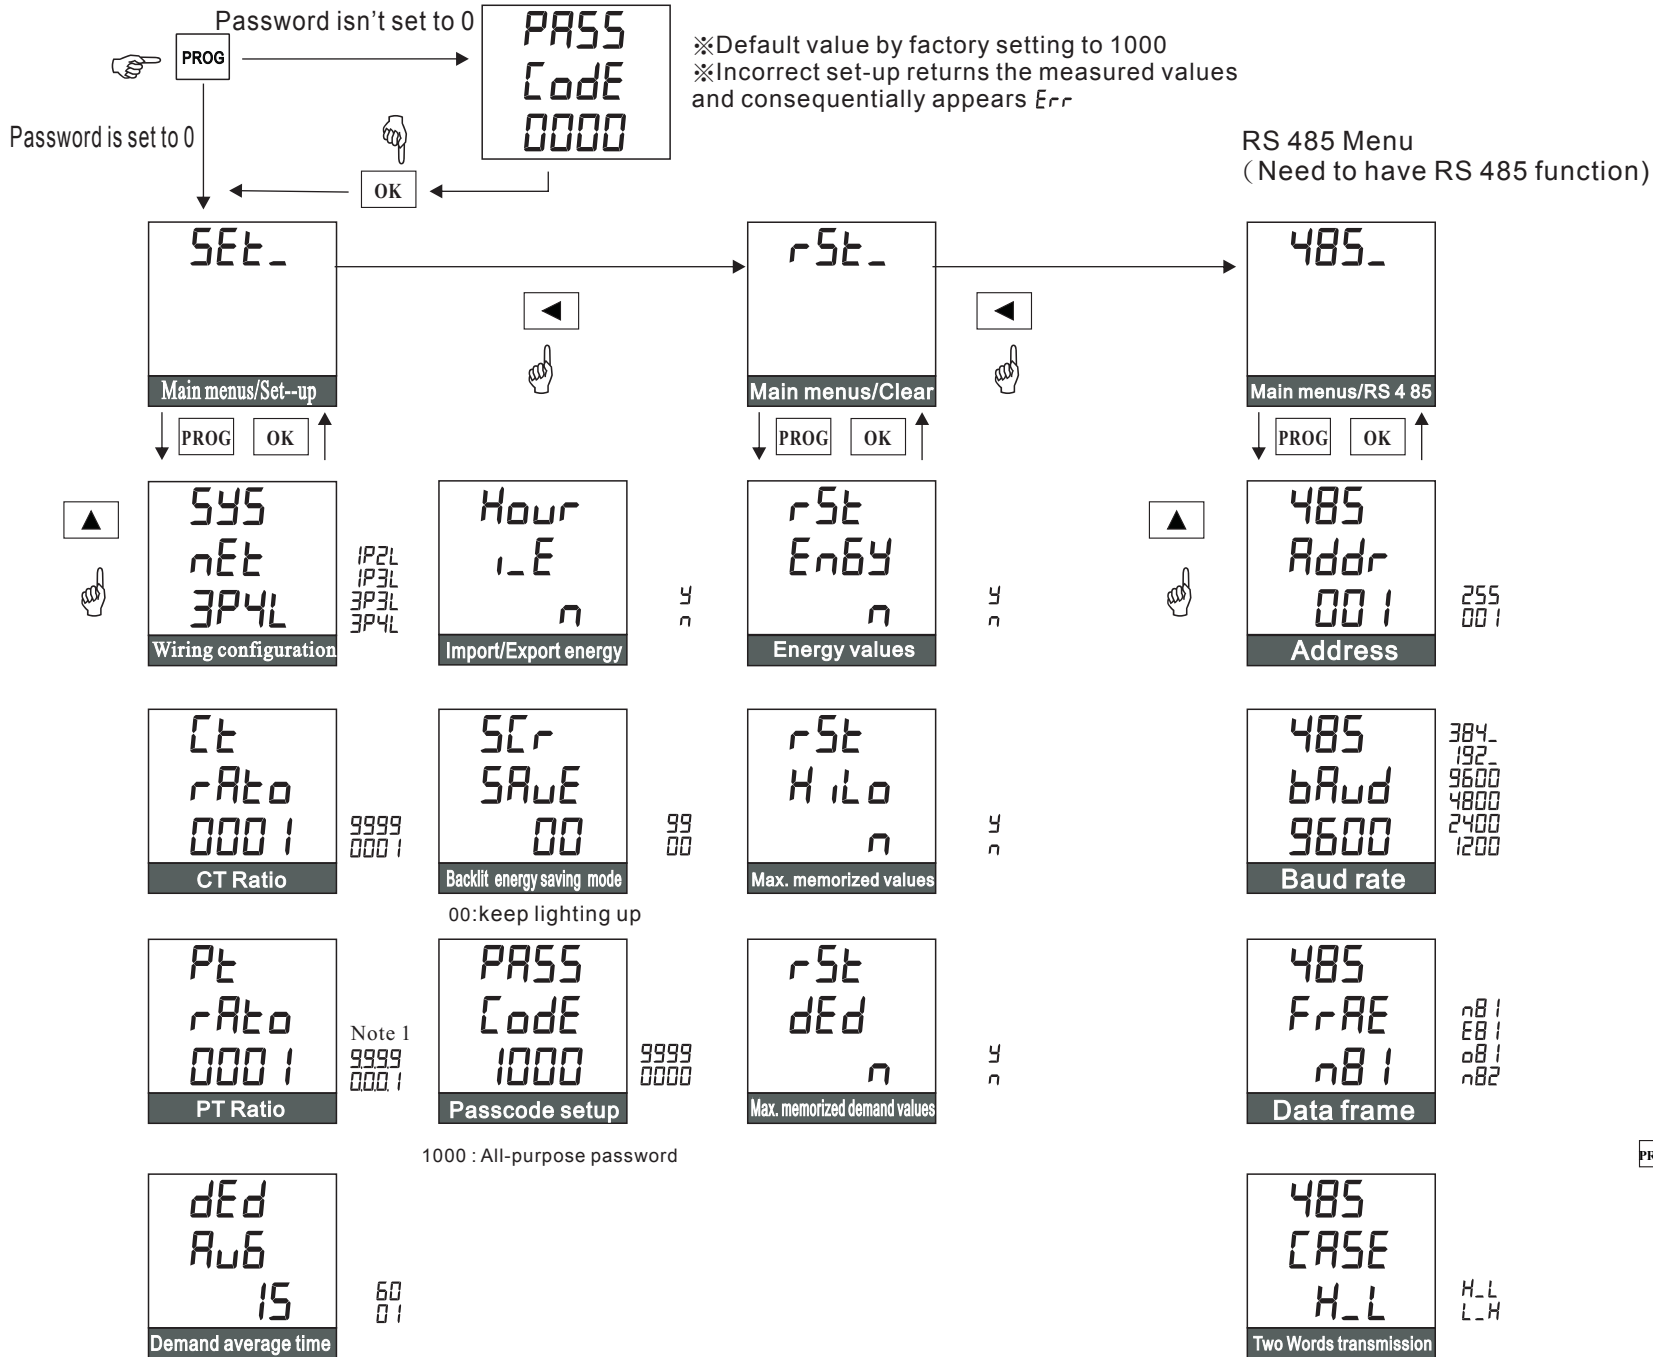 Password isn't set to 0
PROG
PASS
CodE
0000
※Default value by factory setting to 1000
※Incorrect set-up returns the measured values
and consequentially appears Err
Password is set to 0
OK
RS 485 Menu
(Need to have RS 485 function)
SEt_
Main menus/Set--up
◄
rSt_
Main menus/Clear
◄
485_
Main menus/RS 4 85
PROG OK
PROG OK
PROG OK
▲
SYS
nEt
3P4L
Wiring configuration
1P2L
1P3L
3P3L
3P4L
Hour
i_E
n
Import/Export energy
y
n
rSt
EnGY
n
Energy values
y
n
▲
485
Addr
001
Address
255
001
Ct
rAto
0001
CT Ratio
9999
0001
SCr
SAvE
00
Backlit energy saving mode
99
00
00:keep lighting up
rSt
HiLo
n
Max. memorized values
y
n
485
bAud
9600
Baud rate
384_
192_
9600
4800
2400
1200
Pt
rAto
0001
PT Ratio
Note 1
9.9.9.9
0.0.0.1
PASS
CodE
1000
Passcode setup
9999
0000
1000 : All-purpose password
rSt
dEd
n
Max. memorized demand values
y
n
485
FrAE
n81
Data frame
n81
E81
o81
n82
dEd
AvG
15
Demand average time
60
01
485
CASE
H_L
Two Words transmission
H_L
L_H